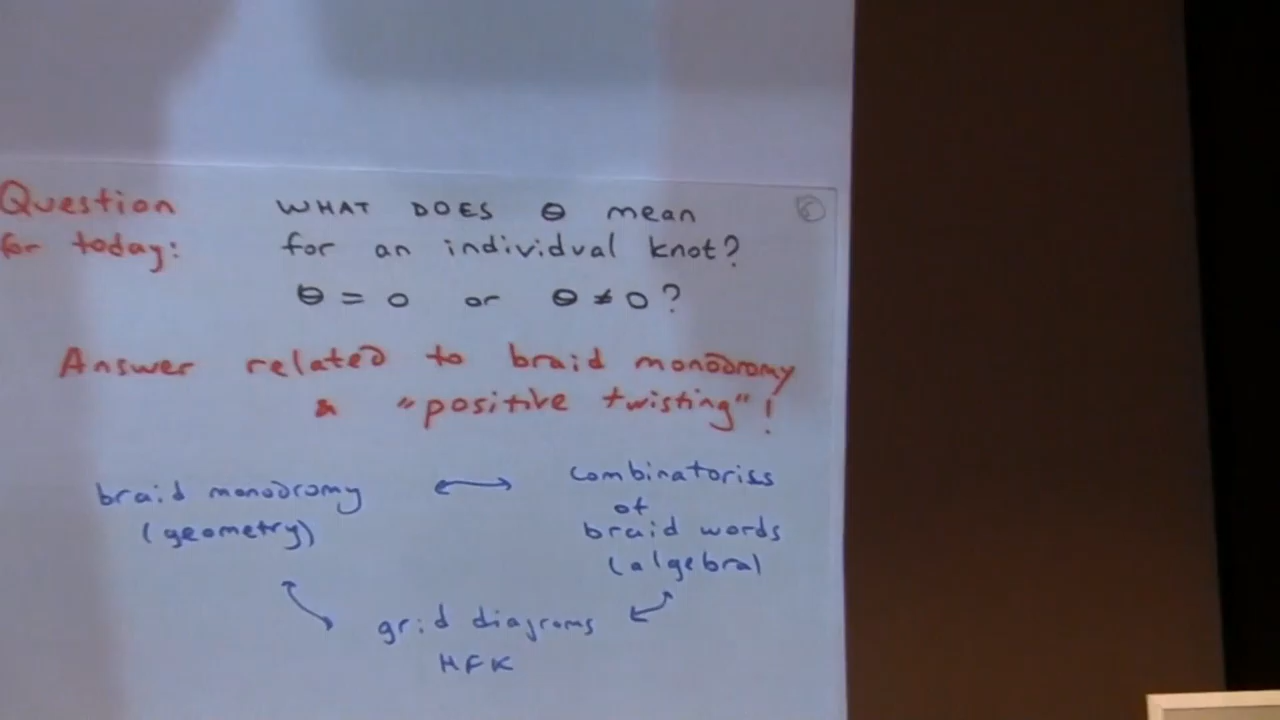 Question WHAT DOES θ mean
for today: for an individual knot?
θ = 0 or θ ≠ 0?
Answer related to braid monodromy
& "positive twisting"!
braid monodromy ↔ combinatorics
of
(geometry) braid words
(algebra)
grid diagrams
HFK